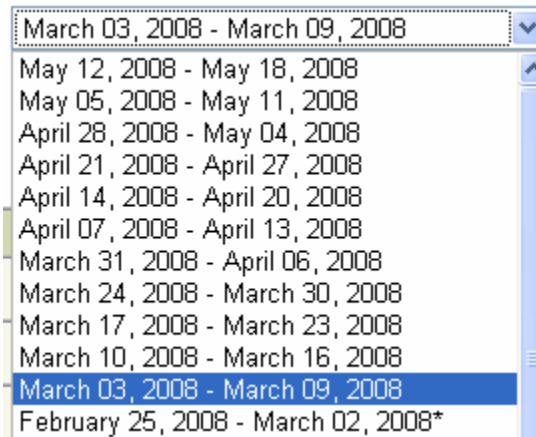 March 03, 2008 - March 09, 2008
May 12, 2008 - May 18, 2008
May 05, 2008 - May 11, 2008
April 28, 2008 - May 04, 2008
April 21, 2008 - April 27, 2008
April 14, 2008 - April 20, 2008
April 07, 2008 - April 13, 2008
March 31, 2008 - April 06, 2008
March 24, 2008 - March 30, 2008
March 17, 2008 - March 23, 2008
March 10, 2008 - March 16, 2008
March 03, 2008 - March 09, 2008
February 25, 2008 - March 02, 2008*